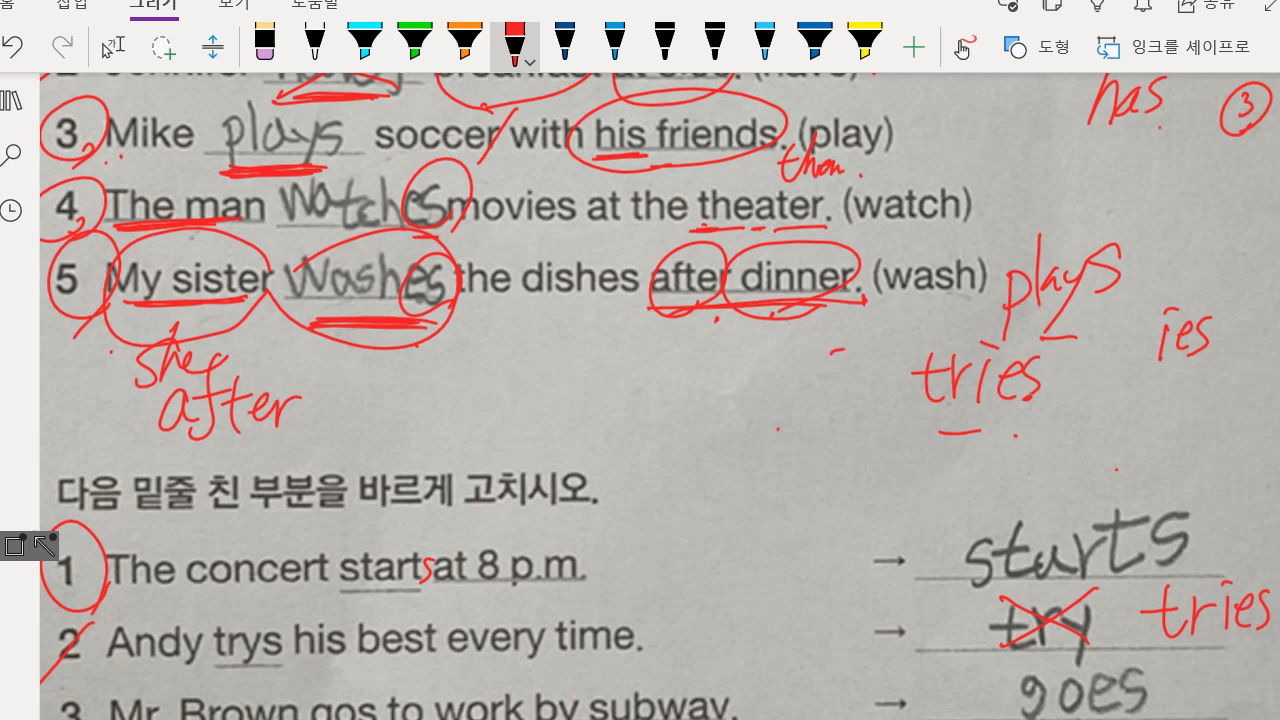 홈 삽입 그리기 보기 도움말
공유
도형 잉크를 셰이프로
has ③
3 Mike plays soccer with his friends. (play)
4 The man watches movies at the theater. (watch)
5 My sister washes the dishes after dinner. (wash)
plays
ies
she
tries
after
다음 밑줄 친 부분을 바르게 고치시오.
1 The concert starts at 8 p.m. → starts
2 Andy trys his best every time. → try tries
3 Mr. Brown gos to work by subway. → goes